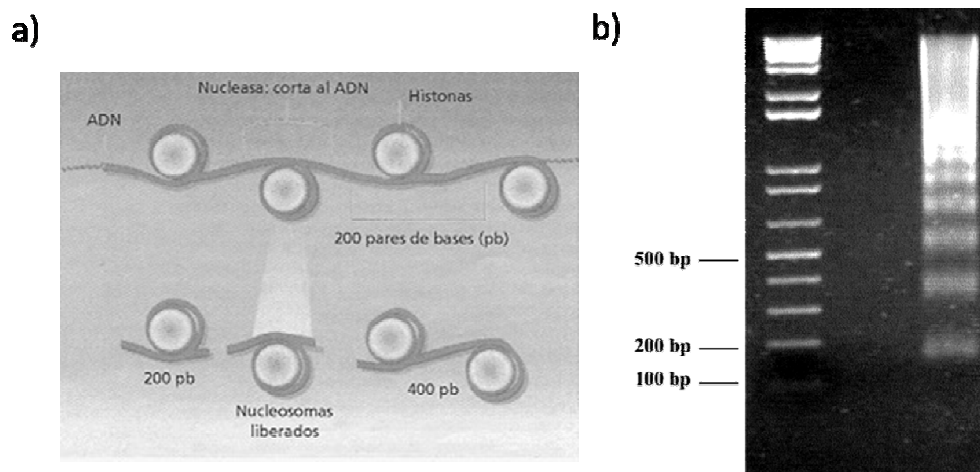 a)
Nucleasa: corta al ADN
ADN
Histonas
200 pares de bases (pb)
200 pb
400 pb
Nucleosomas
liberados
b)
500 bp
200 bp
100 bp